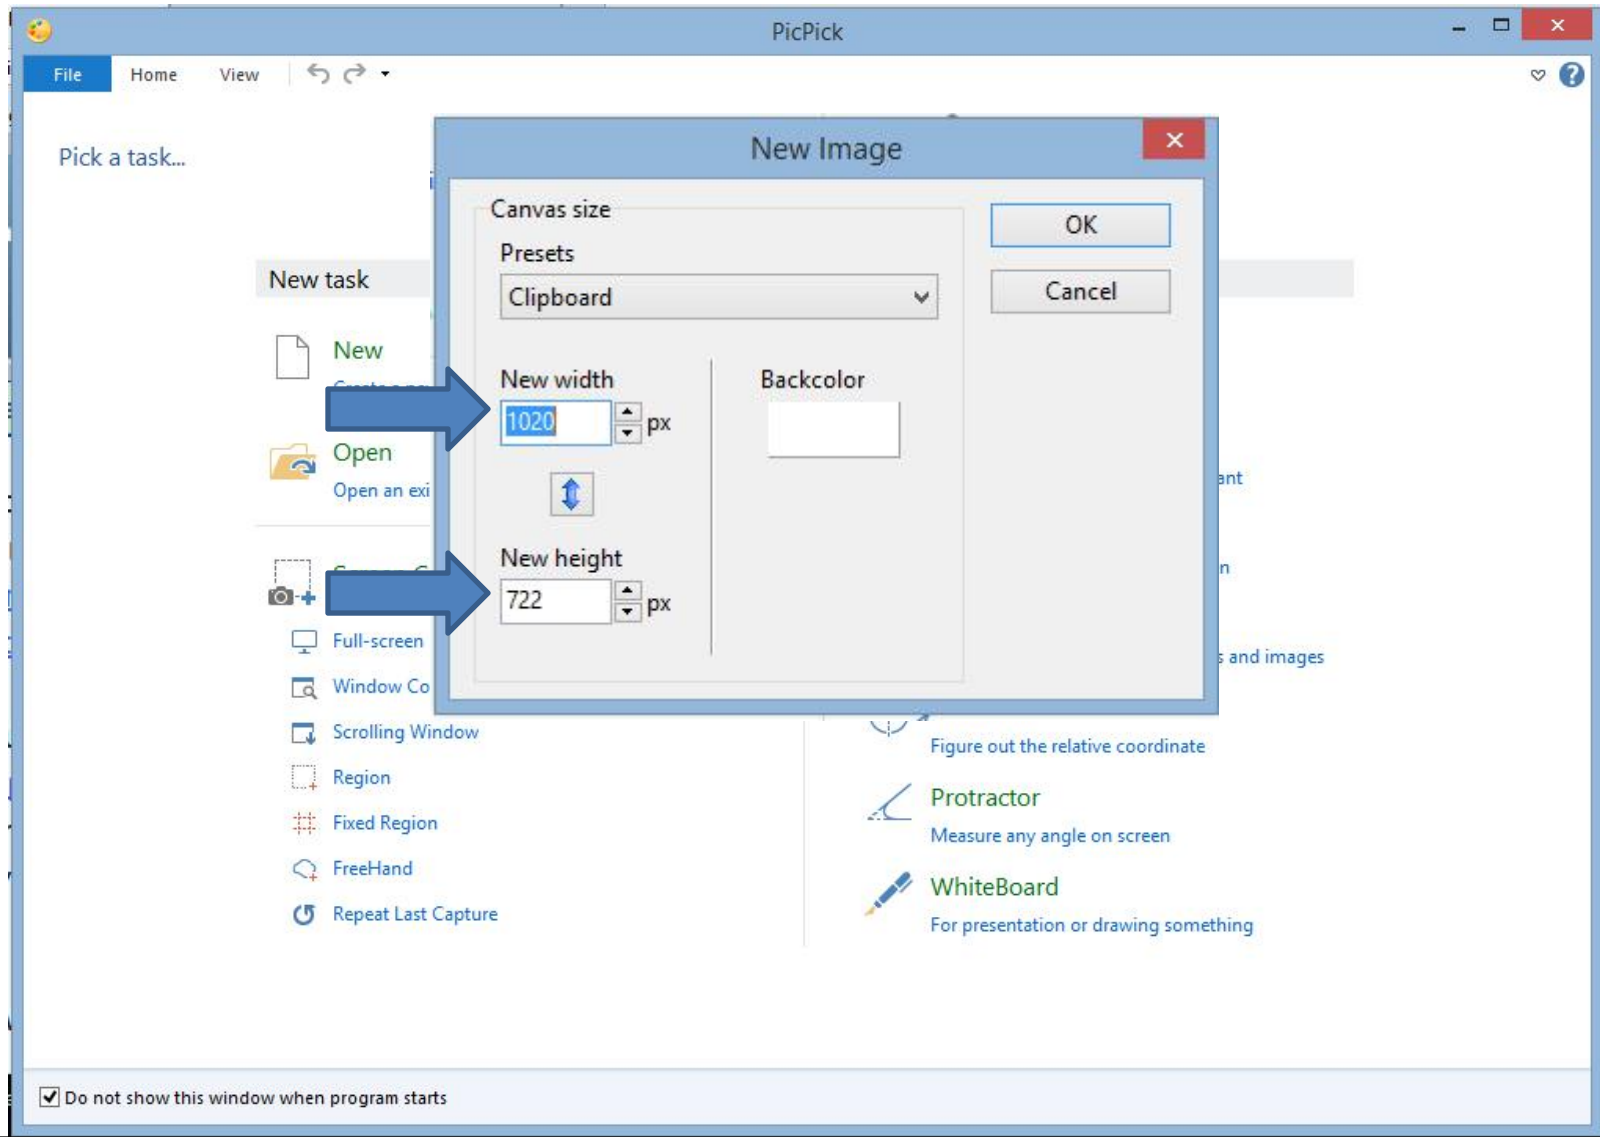 PicPick
File Home View
Pick a task...
New Image
Canvas size
OK
Presets
Clipboard
Cancel
New task
New
New width
Backcolor
1020 px
Open
Open an exi
ant
New height
722 px
n
Full-screen
s and images
Window Co
Scrolling Window
Figure out the relative coordinate
Region
Protractor
Fixed Region
Measure any angle on screen
FreeHand
WhiteBoard
Repeat Last Capture
For presentation or drawing something
Do not show this window when program starts